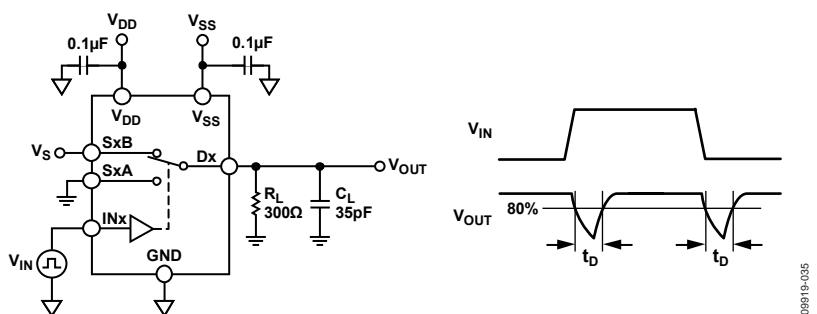 VDD
VSS
0.1µF
0.1µF
VDD
VSS
VS
SxB
Dx
VOUT
SxA
RL
300Ω
CL
35pF
INx
VIN
GND
VIN
VOUT
80%
tD
tD
09919-035